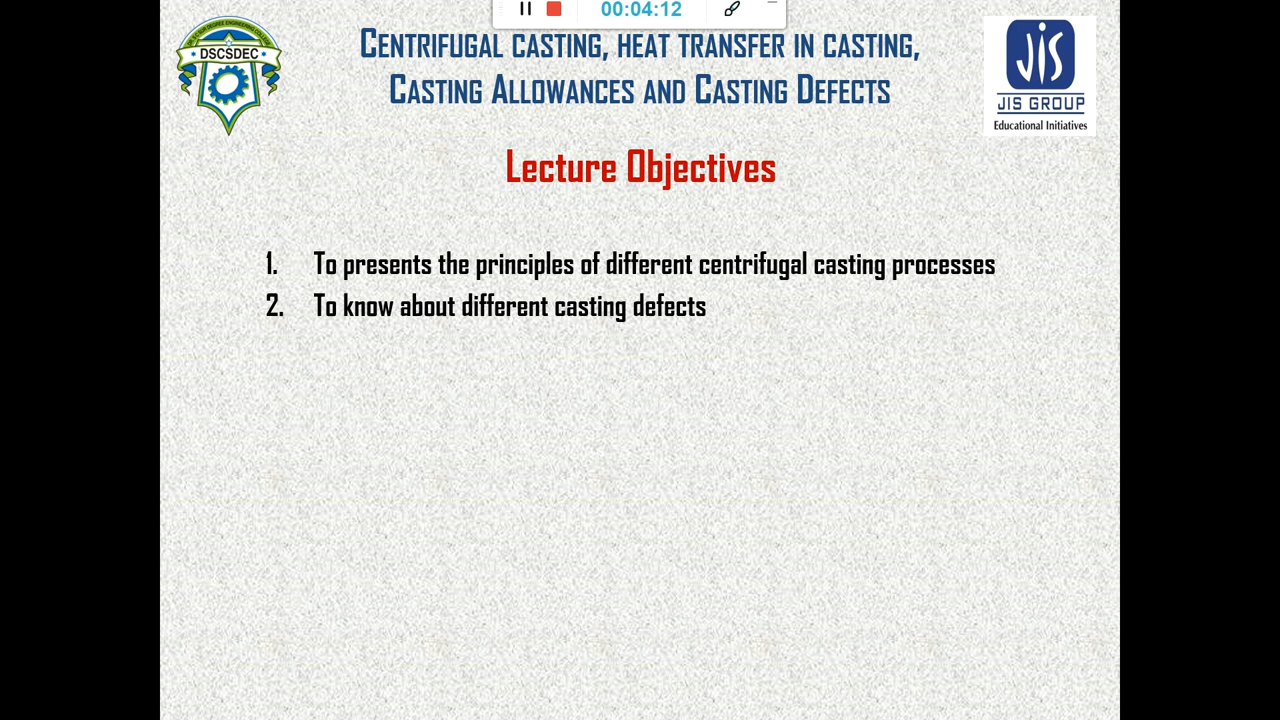 00:04:12
CENTRIFUGAL CASTING, HEAT TRANSFER IN CASTING,
CASTING ALLOWANCES AND CASTING DEFECTS
DSCSDEC
JIS
JIS GROUP
Educational Initiatives
Lecture Objectives
1. To presents the principles of different centrifugal casting processes
2. To know about different casting defects